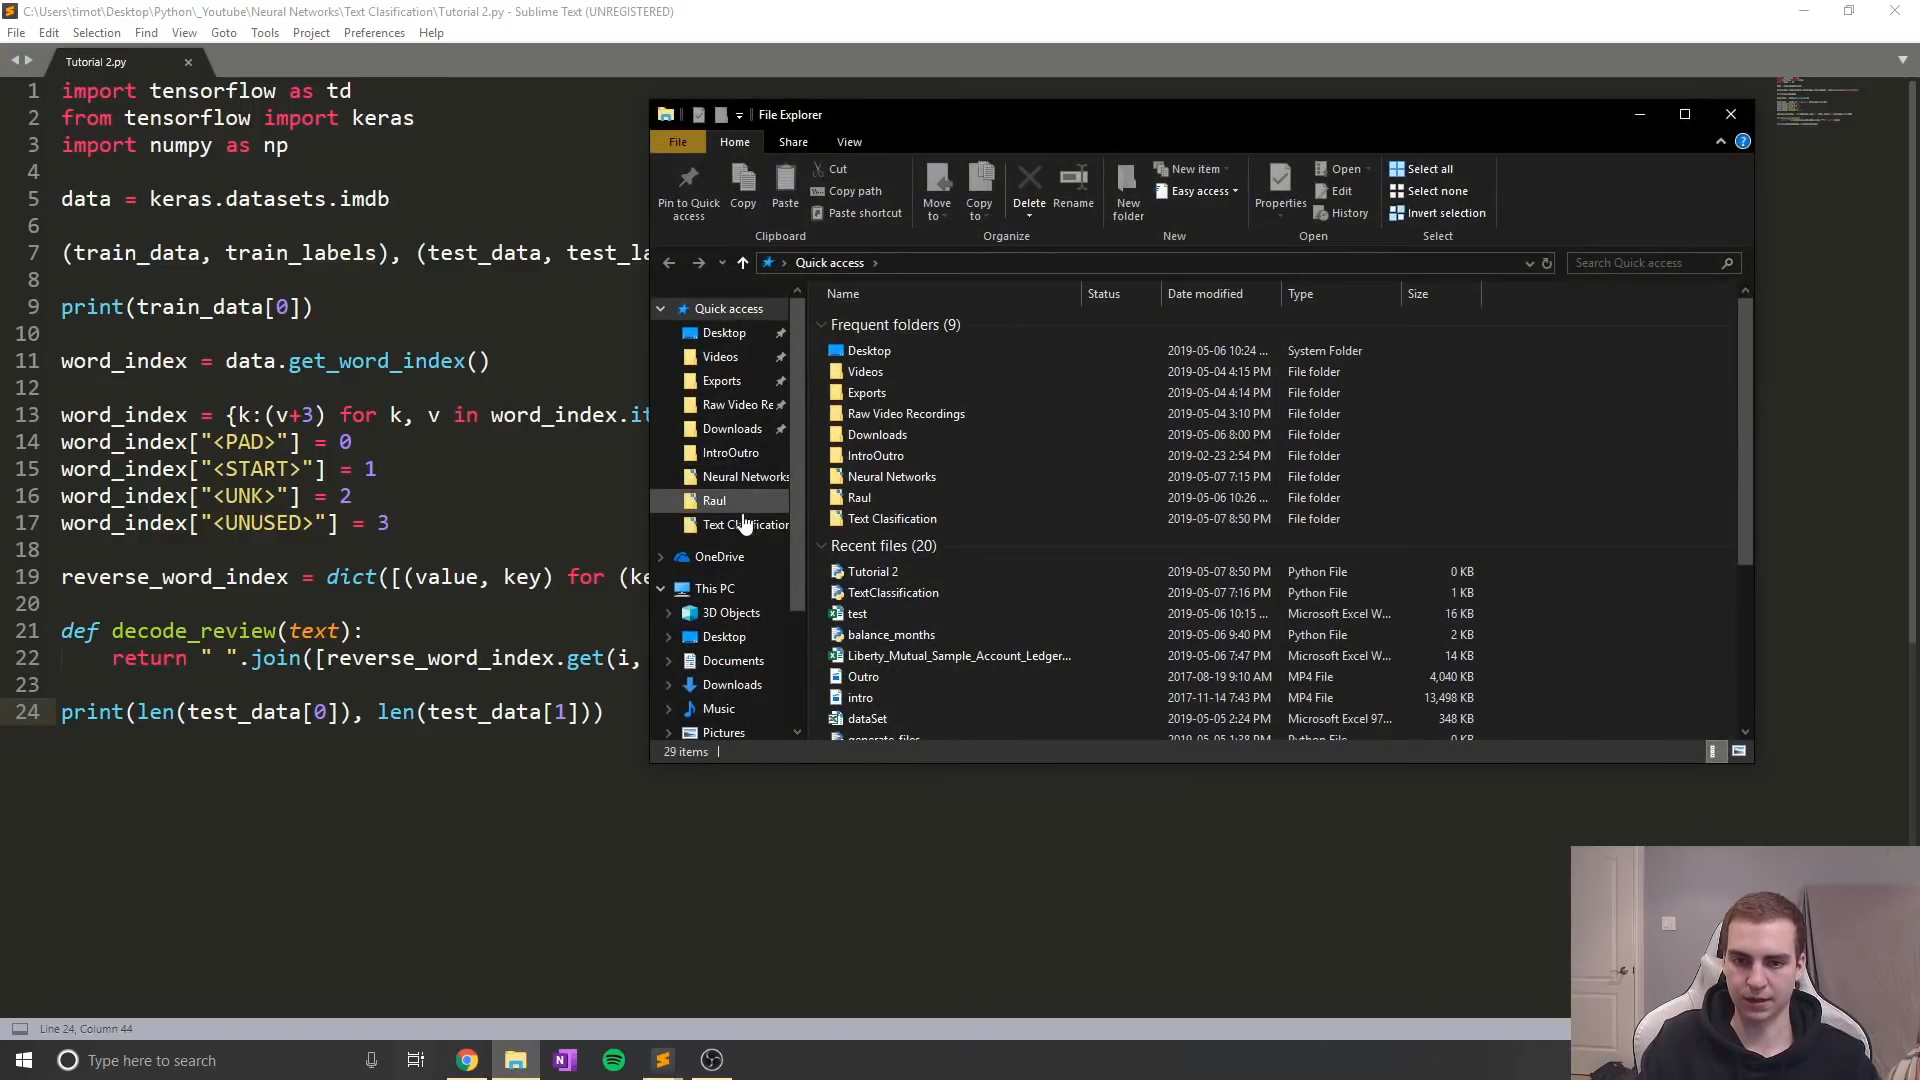 C:\Users\timot\Desktop\Python\_Youtube\Neural Networks\Text Clasification\Tutorial 2.py - Sublime Text (UNREGISTERED)
File Edit Selection Find View Goto Tools Project Preferences Help
Tutorial 2.py
1 import tensorflow as td
2 from tensorflow import keras
3 import numpy as np
4
5 data = keras.datasets.imdb
6
7 (train_data, train_labels), (test_data, test_la
8
9 print(train_data[0])
10
11 word_index = data.get_word_index()
12
13 word_index = {k:(v+3) for k, v in word_index.it
14 word_index["<PAD>"] = 0
15 word_index["<START>"] = 1
16 word_index["<UNK>"] = 2
17 word_index["<UNUSED>"] = 3
18
19 reverse_word_index = dict([(value, key) for (ke
20
21 def decode_review(text):
22 return " ".join([reverse_word_index.get(i,
23
24 print(len(test_data[0]), len(test_data[1]))
File Explorer
File Home Share View
Pin to Quick access
Copy
Paste
Cut
Copy path
Paste shortcut
Clipboard
Move to
Copy to
Delete
Rename
Organize
New folder
New item
Easy access
New
Properties
Open
Edit
History
Open
Select all
Select none
Invert selection
Select
Quick access
Search Quick access
Quick access
Desktop
Videos
Exports
Raw Video Re
Downloads
IntroOutro
Neural Networks
Raul
Text
OneDrive
This PC
3D Objects
Desktop
Documents
Downloads
Music
Pictures
Name Status Date modified Type Size
Frequent folders (9)
Desktop 2019-05-06 10:24 ... System Folder
Videos 2019-05-04 4:15 PM File folder
Exports 2019-05-04 4:14 PM File folder
Raw Video Recordings 2019-05-04 3:10 PM File folder
Downloads 2019-05-06 8:00 PM File folder
IntroOutro 2019-02-23 2:54 PM File folder
Neural Networks 2019-05-07 7:15 PM File folder
Raul 2019-05-06 10:26 ... File folder
Text Clasification 2019-05-07 8:50 PM File folder
Recent files (20)
Tutorial 2 2019-05-07 8:50 PM Python File 0 KB
TextClassification 2019-05-07 7:16 PM Python File 1 KB
test 2019-05-06 10:15 ... Microsoft Excel W... 16 KB
balance_months 2019-05-06 9:40 PM Python File 2 KB
Liberty_Mutual_Sample_Account_Ledger... 2019-05-06 7:47 PM Microsoft Excel W... 14 KB
Outro 2017-08-19 9:10 AM MP4 File 4,040 KB
intro 2017-11-14 7:43 PM MP4 File 13,498 KB
dataSet 2019-05-05 2:24 PM Microsoft Excel 97... 348 KB
generate_files 2019-05-05 1:38 PM Python File 0 KB
29 items
Line 24, Column 44
Type here to search